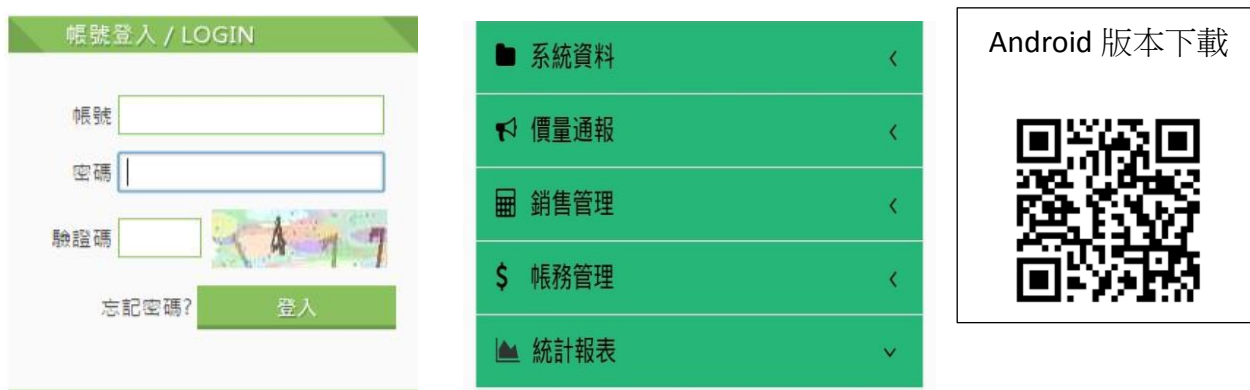 帳號登入 / LOGIN
帳號
密碼
驗證碼
忘記密碼?
登入
系統資料
價量通報
銷售管理
$ 帳務管理
統計報表
Android 版本下載